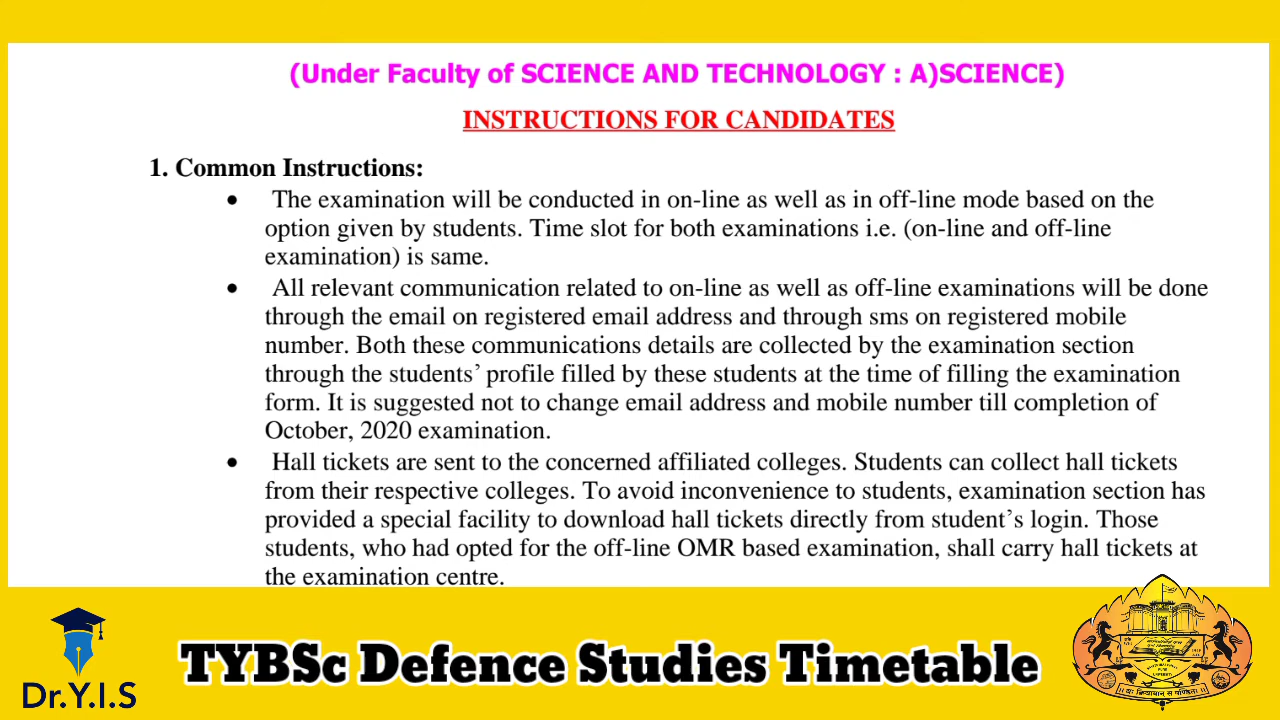 (Under Faculty of SCIENCE AND TECHNOLOGY : A)SCIENCE)
INSTRUCTIONS FOR CANDIDATES
1. Common Instructions:
• The examination will be conducted in on-line as well as in off-line mode based on the
option given by students. Time slot for both examinations i.e. (on-line and off-line
examination) is same.
• All relevant communication related to on-line as well as off-line examinations will be done
through the email on registered email address and through sms on registered mobile
number. Both these communications details are collected by the examination section
through the students’ profile filled by these students at the time of filling the examination
form. It is suggested not to change email address and mobile number till completion of
October, 2020 examination.
• Hall tickets are sent to the concerned affiliated colleges. Students can collect hall tickets
from their respective colleges. To avoid inconvenience to students, examination section has
provided a special facility to download hall tickets directly from student’s login. Those
students, who had opted for the off-line OMR based examination, shall carry hall tickets at
the examination centre.
Dr.Y.I.S
TYBSc Defence Studies Timetable